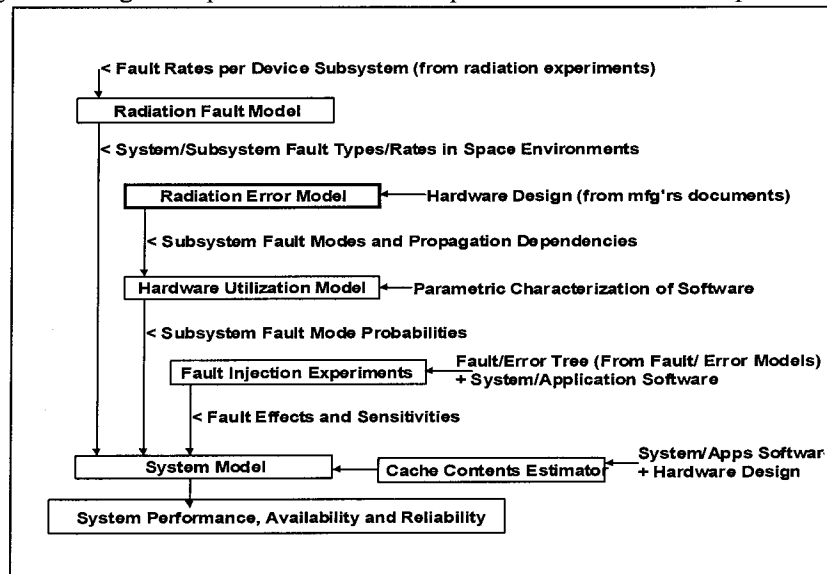 < Fault Rates per Device Subsystem (from radiation experiments)
Radiation Fault Model
< System/Subsystem Fault Types/Rates in Space Environments
Radiation Error Model
Hardware Design (from mfg'rs documents)
< Subsystem Fault Modes and Propagation Dependencies
Hardware Utilization Model
Parametric Characterization of Software
< Subsystem Fault Mode Probabilities
Fault Injection Experiments
Fault/Error Tree (From Fault/ Error Models)
+ System/Application Software
< Fault Effects and Sensitivities
System Model
Cache Contents Estimator
System/Apps Softwar
+ Hardware Design
System Performance, Availability and Reliability